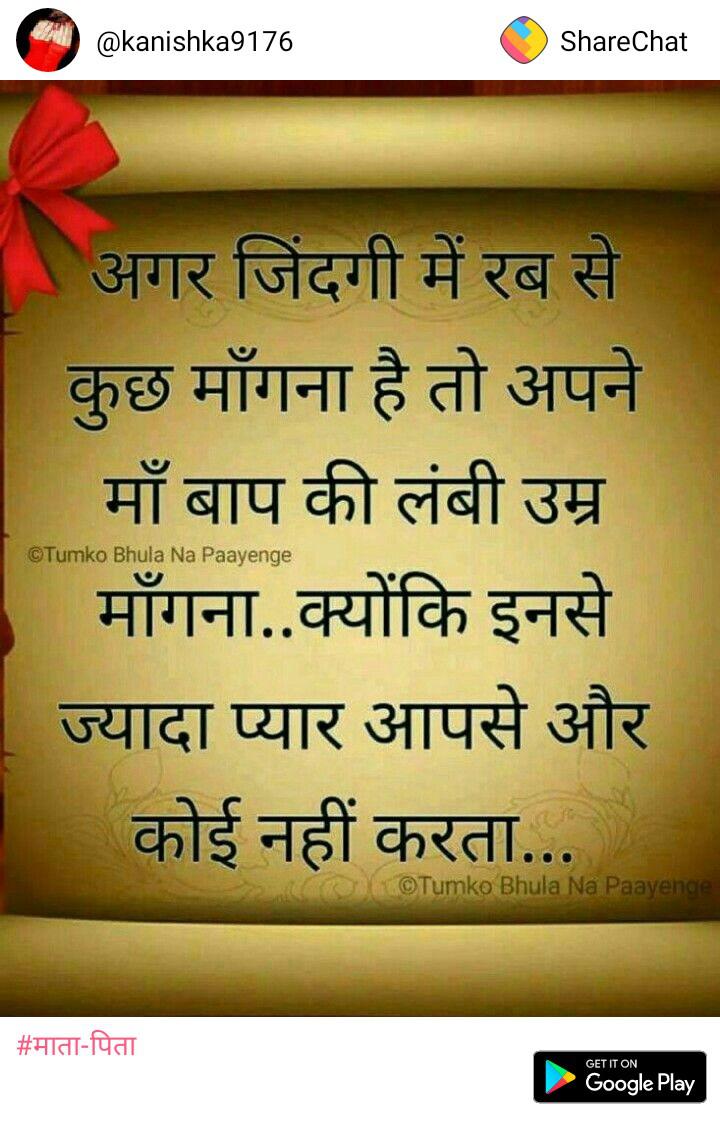 @kanishka9176
ShareChat
अगर जिंदगी में रब से
कुछ माँगना है तो अपने
माँ बाप की लंबी उम्र
©Tumko Bhula Na Paayenge
माँगना..क्योंकि इनसे
ज्यादा प्यार आपसे और
कोई नहीं करता...
©Tumko Bhula Na Paayenge
#माता-पिता
GET IT ON
Google Play